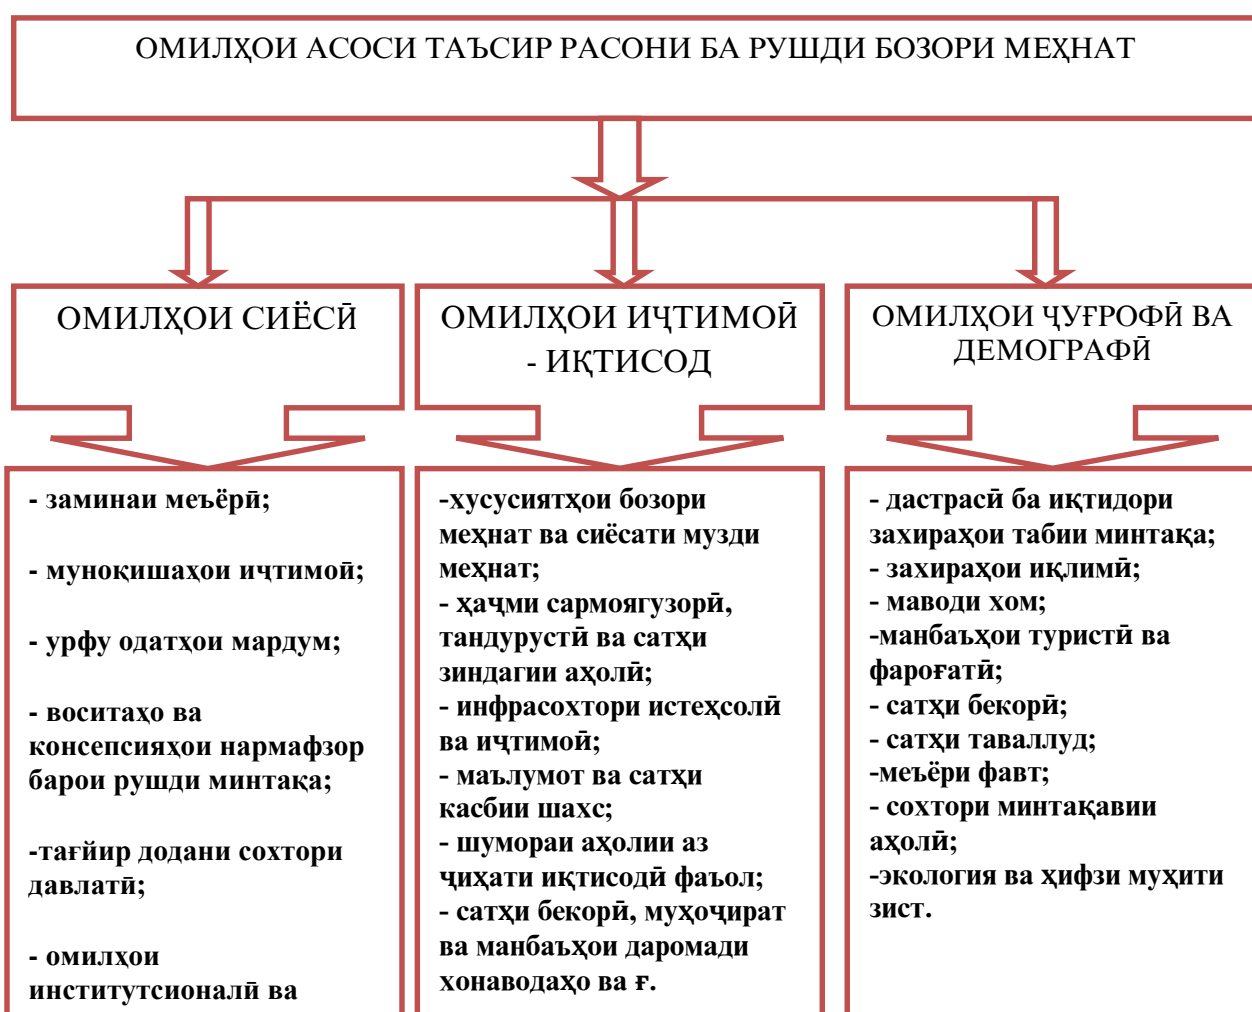 ОМИЛҲОИ АСОСИ ТАЪСИР РАСОНИ БА РУШДИ БОЗОРИ МЕҲНАТ
ОМИЛҲОИ СИЁСӢ
ОМИЛҲОИ ИҶТИМОӢ
- ИҚТИСОД
ОМИЛҲОИ ҶУҒРОФӢ ВА
ДЕМОГРАФӢ
- заминаи меъёрӣ;
- муноқишаҳои иҷтимоӣ;
- урфу одатҳои мардум;
- воситаҳо ва
консепсияҳои нармафзор
барои рушди минтақа;
-тағйир додани сохтори
давлатӣ;
- омилҳои
институтсионалӣ ва
-хусусиятҳои бозори
меҳнат ва сиёсати музди
меҳнат;
- ҳаҷми сармоягузорӣ,
тандурустӣ ва сатҳи
зиндагии аҳолӣ;
- инфрасохтори истеҳсолӣ
ва иҷтимоӣ;
- маълумот ва сатҳи
касбии шахс;
- шумораи аҳолии аз
ҷиҳати иқтисодӣ фаъол;
- сатҳи бекорӣ, муҳоҷират
ва манбаъҳои даромади
хонаводаҳо ва ғ.
- дастрасӣ ба иқтидори
захираҳои табии минтақа;
- захираҳои иқлимӣ;
- маводи хом;
-манбаъҳои туристӣ ва
фароғатӣ;
- сатҳи бекорӣ;
- сатҳи таваллуд;
-меъёри фавт;
- сохтори минтақавии
аҳолӣ;
-экология ва ҳифзи муҳити
зист.